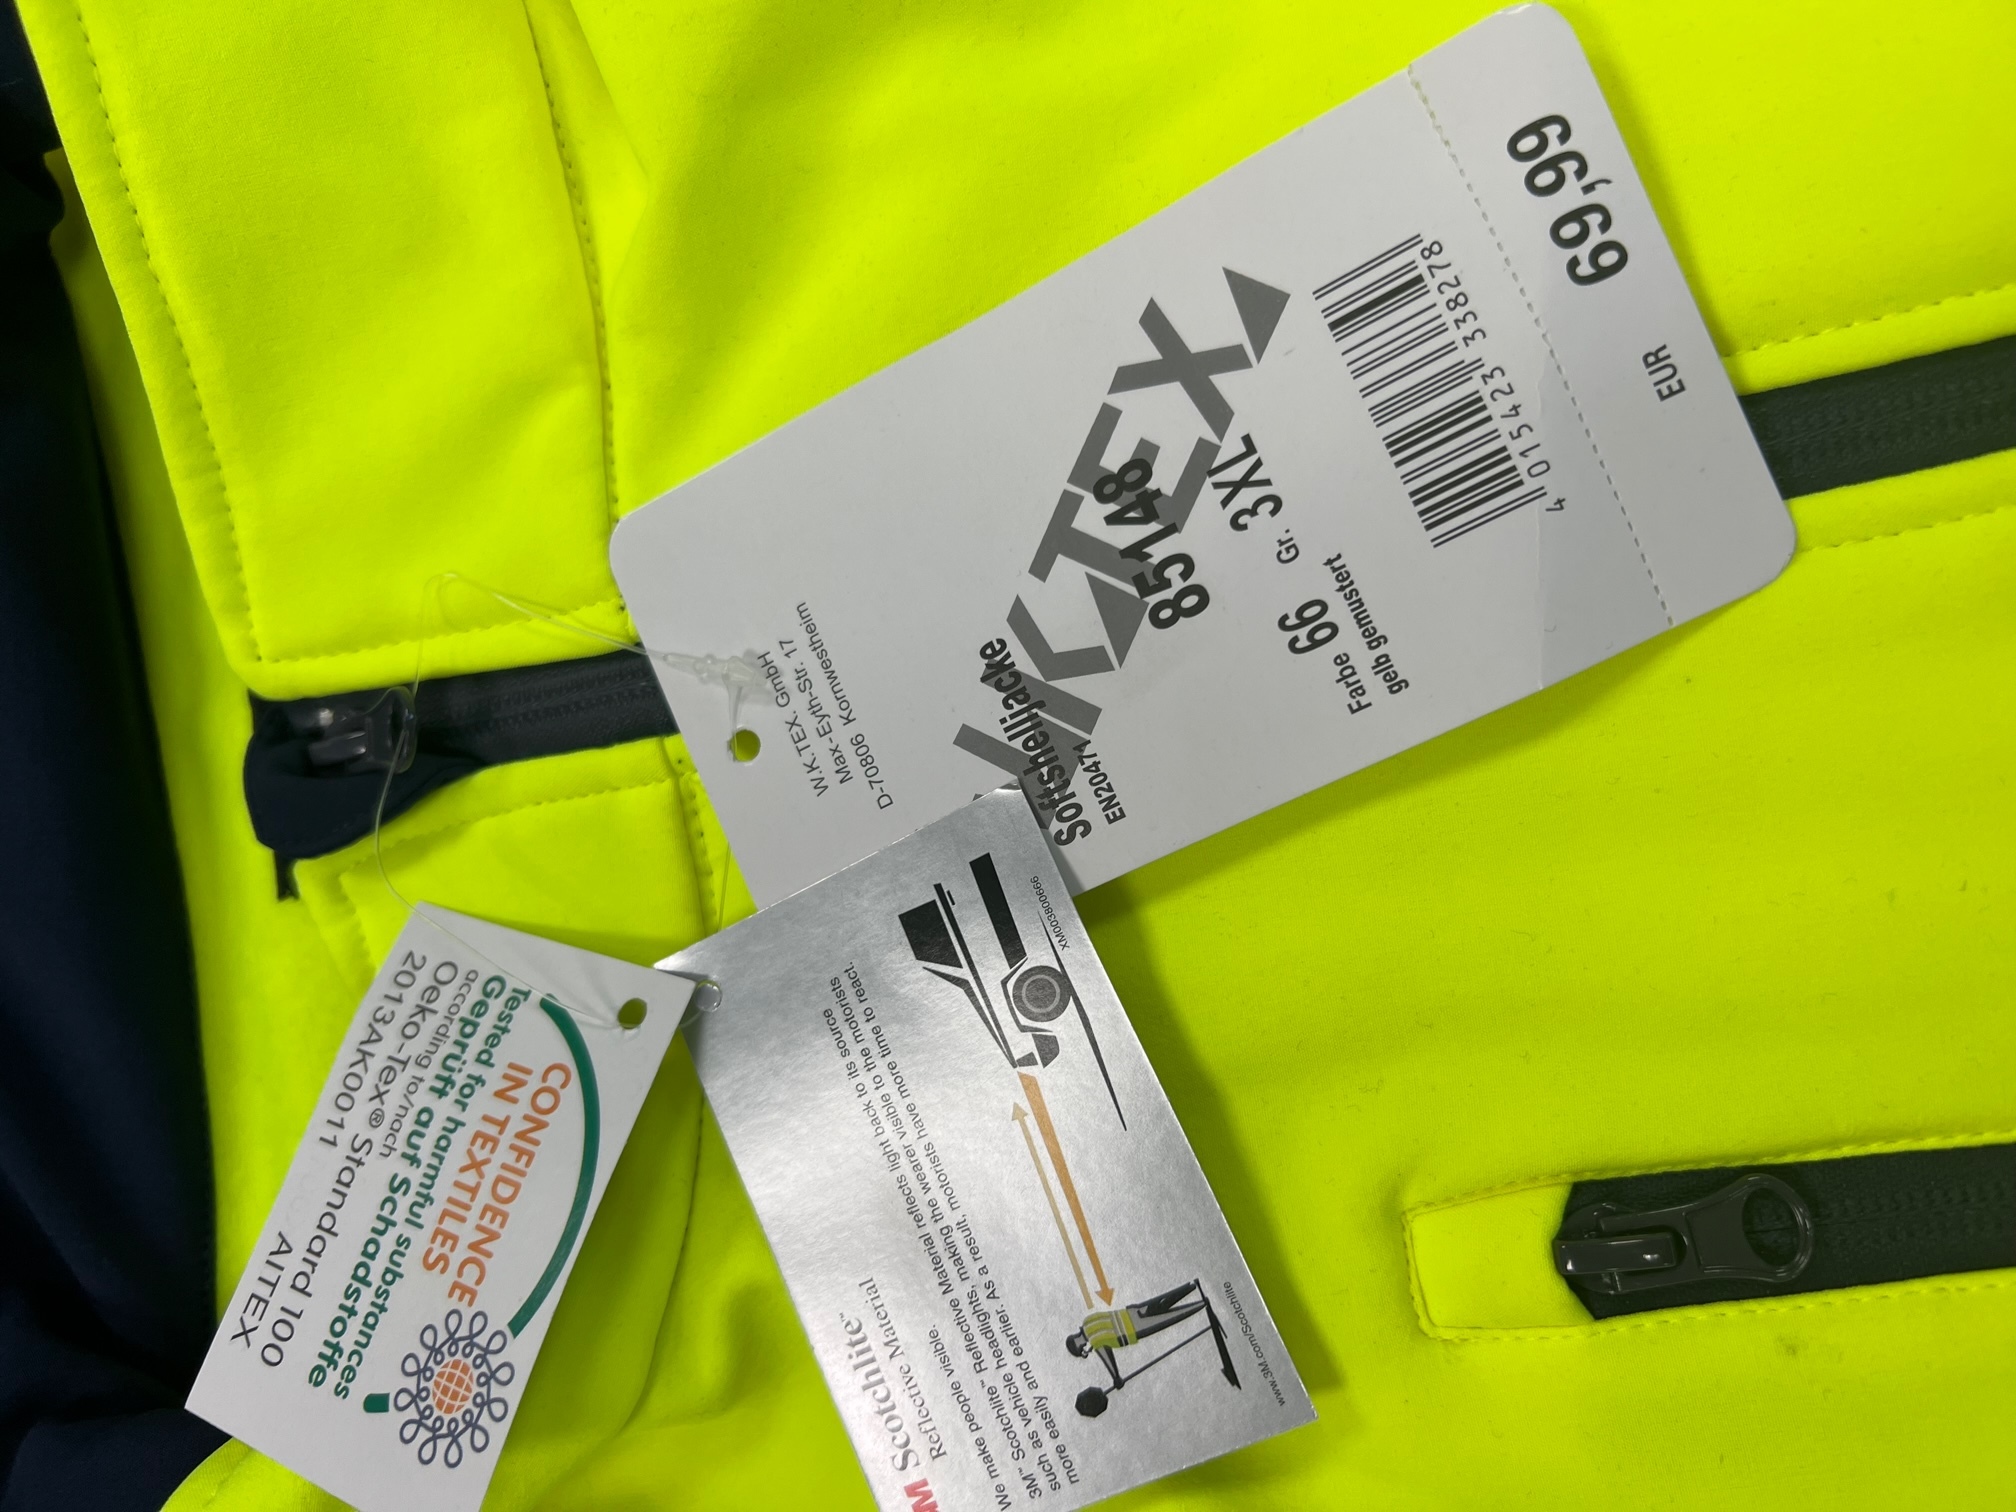 W.K.TEX. GmbH
Max-Eyth-Str. 17
D-70806 Kornwestheim
Softshelljacke
EN20471
85148
Farbe 66 Gr. 3XL
gelb gemustert
4 015423 338278
EUR 69,99
Scotchlite™
Reflective Material
We make people visible.
3M™ Scotchlite™ Reflective Material reflects light back to its source
such as vehicle headlights, making the wearer visible to the motorists
more easily and earlier. As a result, motorists have more time to react.
XM003800666
www.3M.com/Scotchlite
CONFIDENCE
IN TEXTILES
Tested for harmful substances
Geprüft auf Schadstoffe
according to/nach
Oeko-Tex® Standard 100
2013AK0011 AITEX